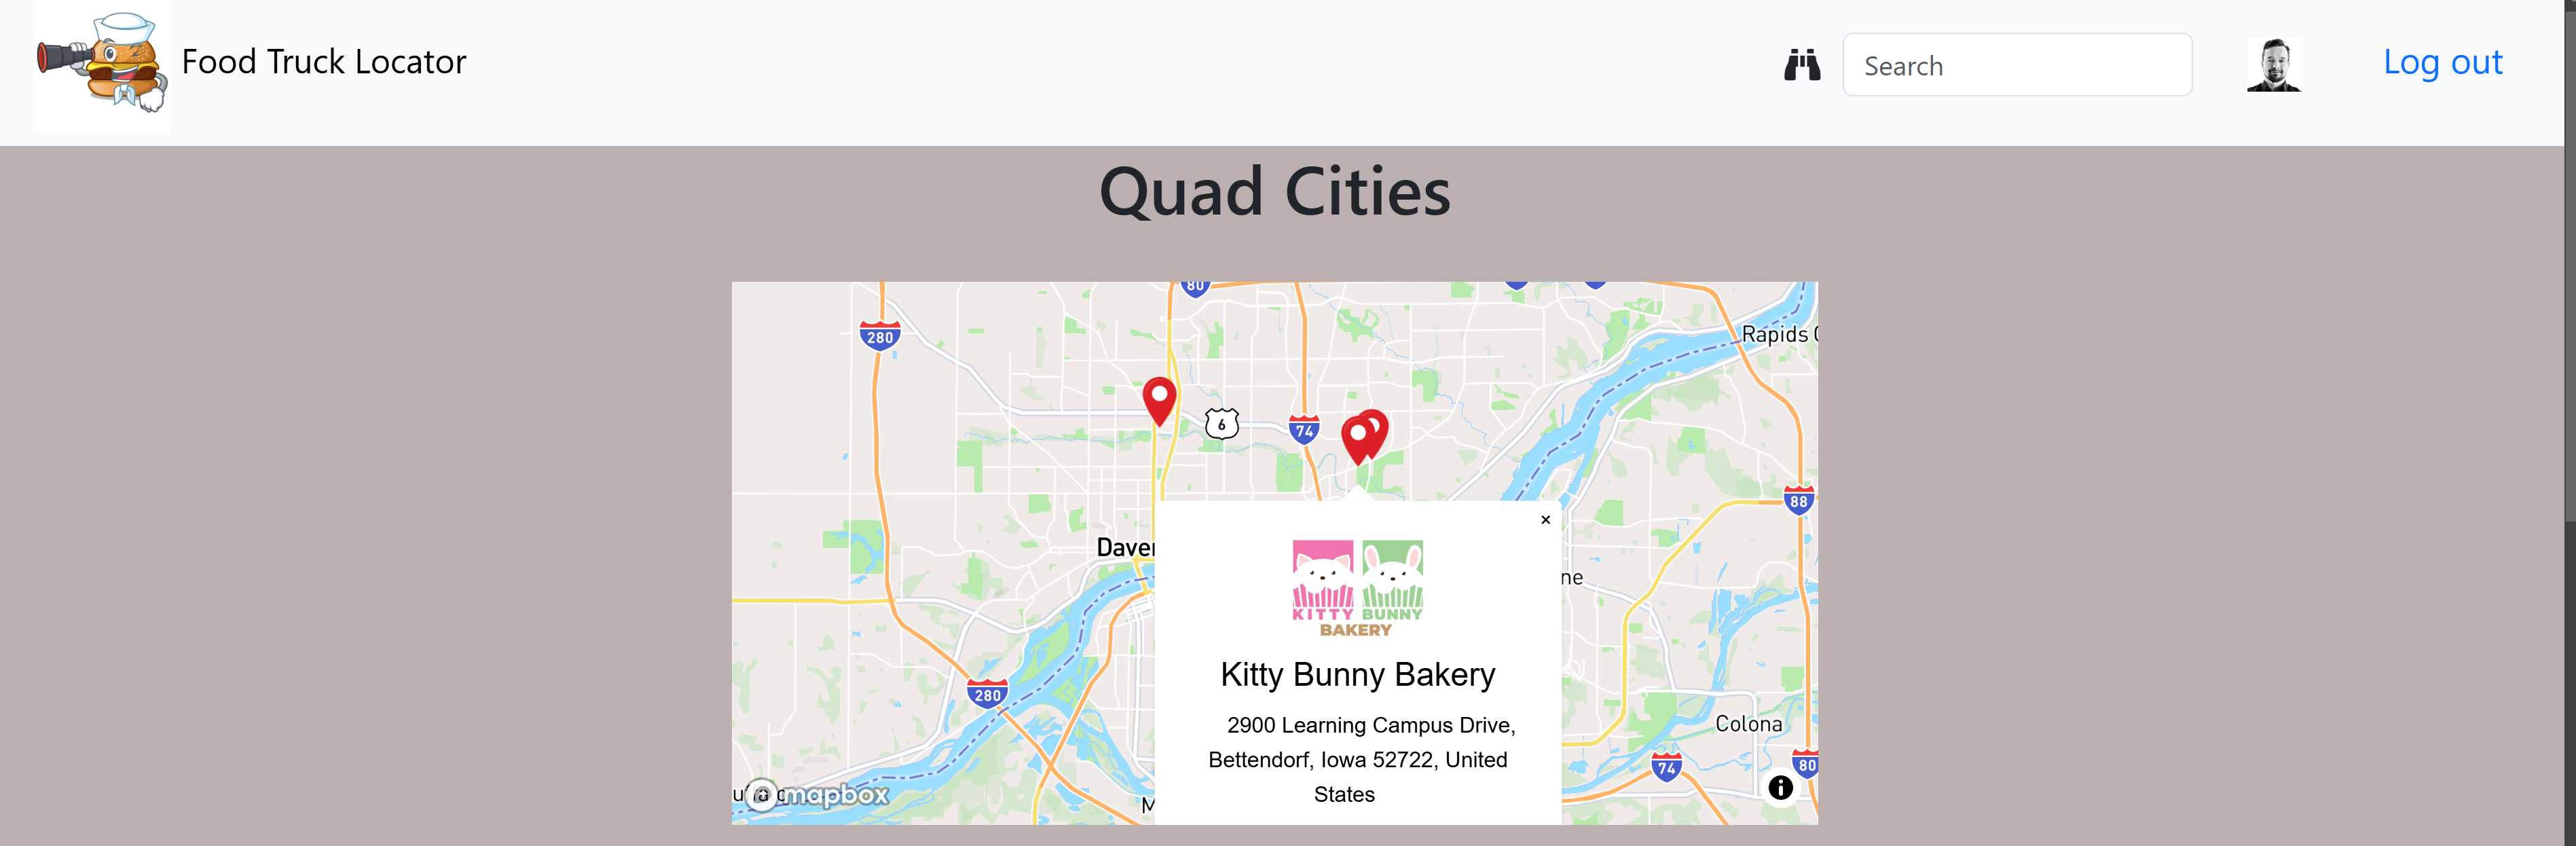 Food Truck Locator
Search
Log out
Quad Cities
80
280
Rapids
6
74
88
Daver
ne
KITTY BUNNY
BAKERY
Kitty Bunny Bakery
280
2900 Learning Campus Drive,
Bettendorf, Iowa 52722, United
States
Colona
74
80
mapbox
M